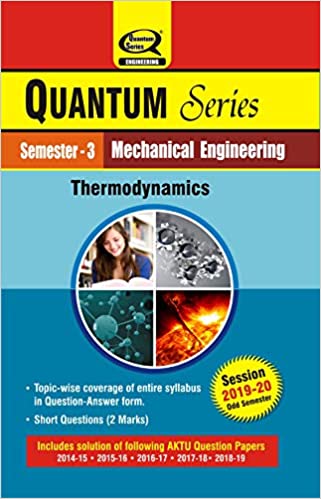 Quantum
Series
ENGINEERING
QUANTUM Series
Semester - 3 Mechanical Engineering
Thermodynamics
Session
2019-20
Odd Semester
• Topic-wise coverage of entire syllabus
in Question-Answer form.
• Short Questions (2 Marks)
Includes solution of following AKTU Question Papers
2014-15 • 2015-16 • 2016-17 • 2017-18 • 2018-19